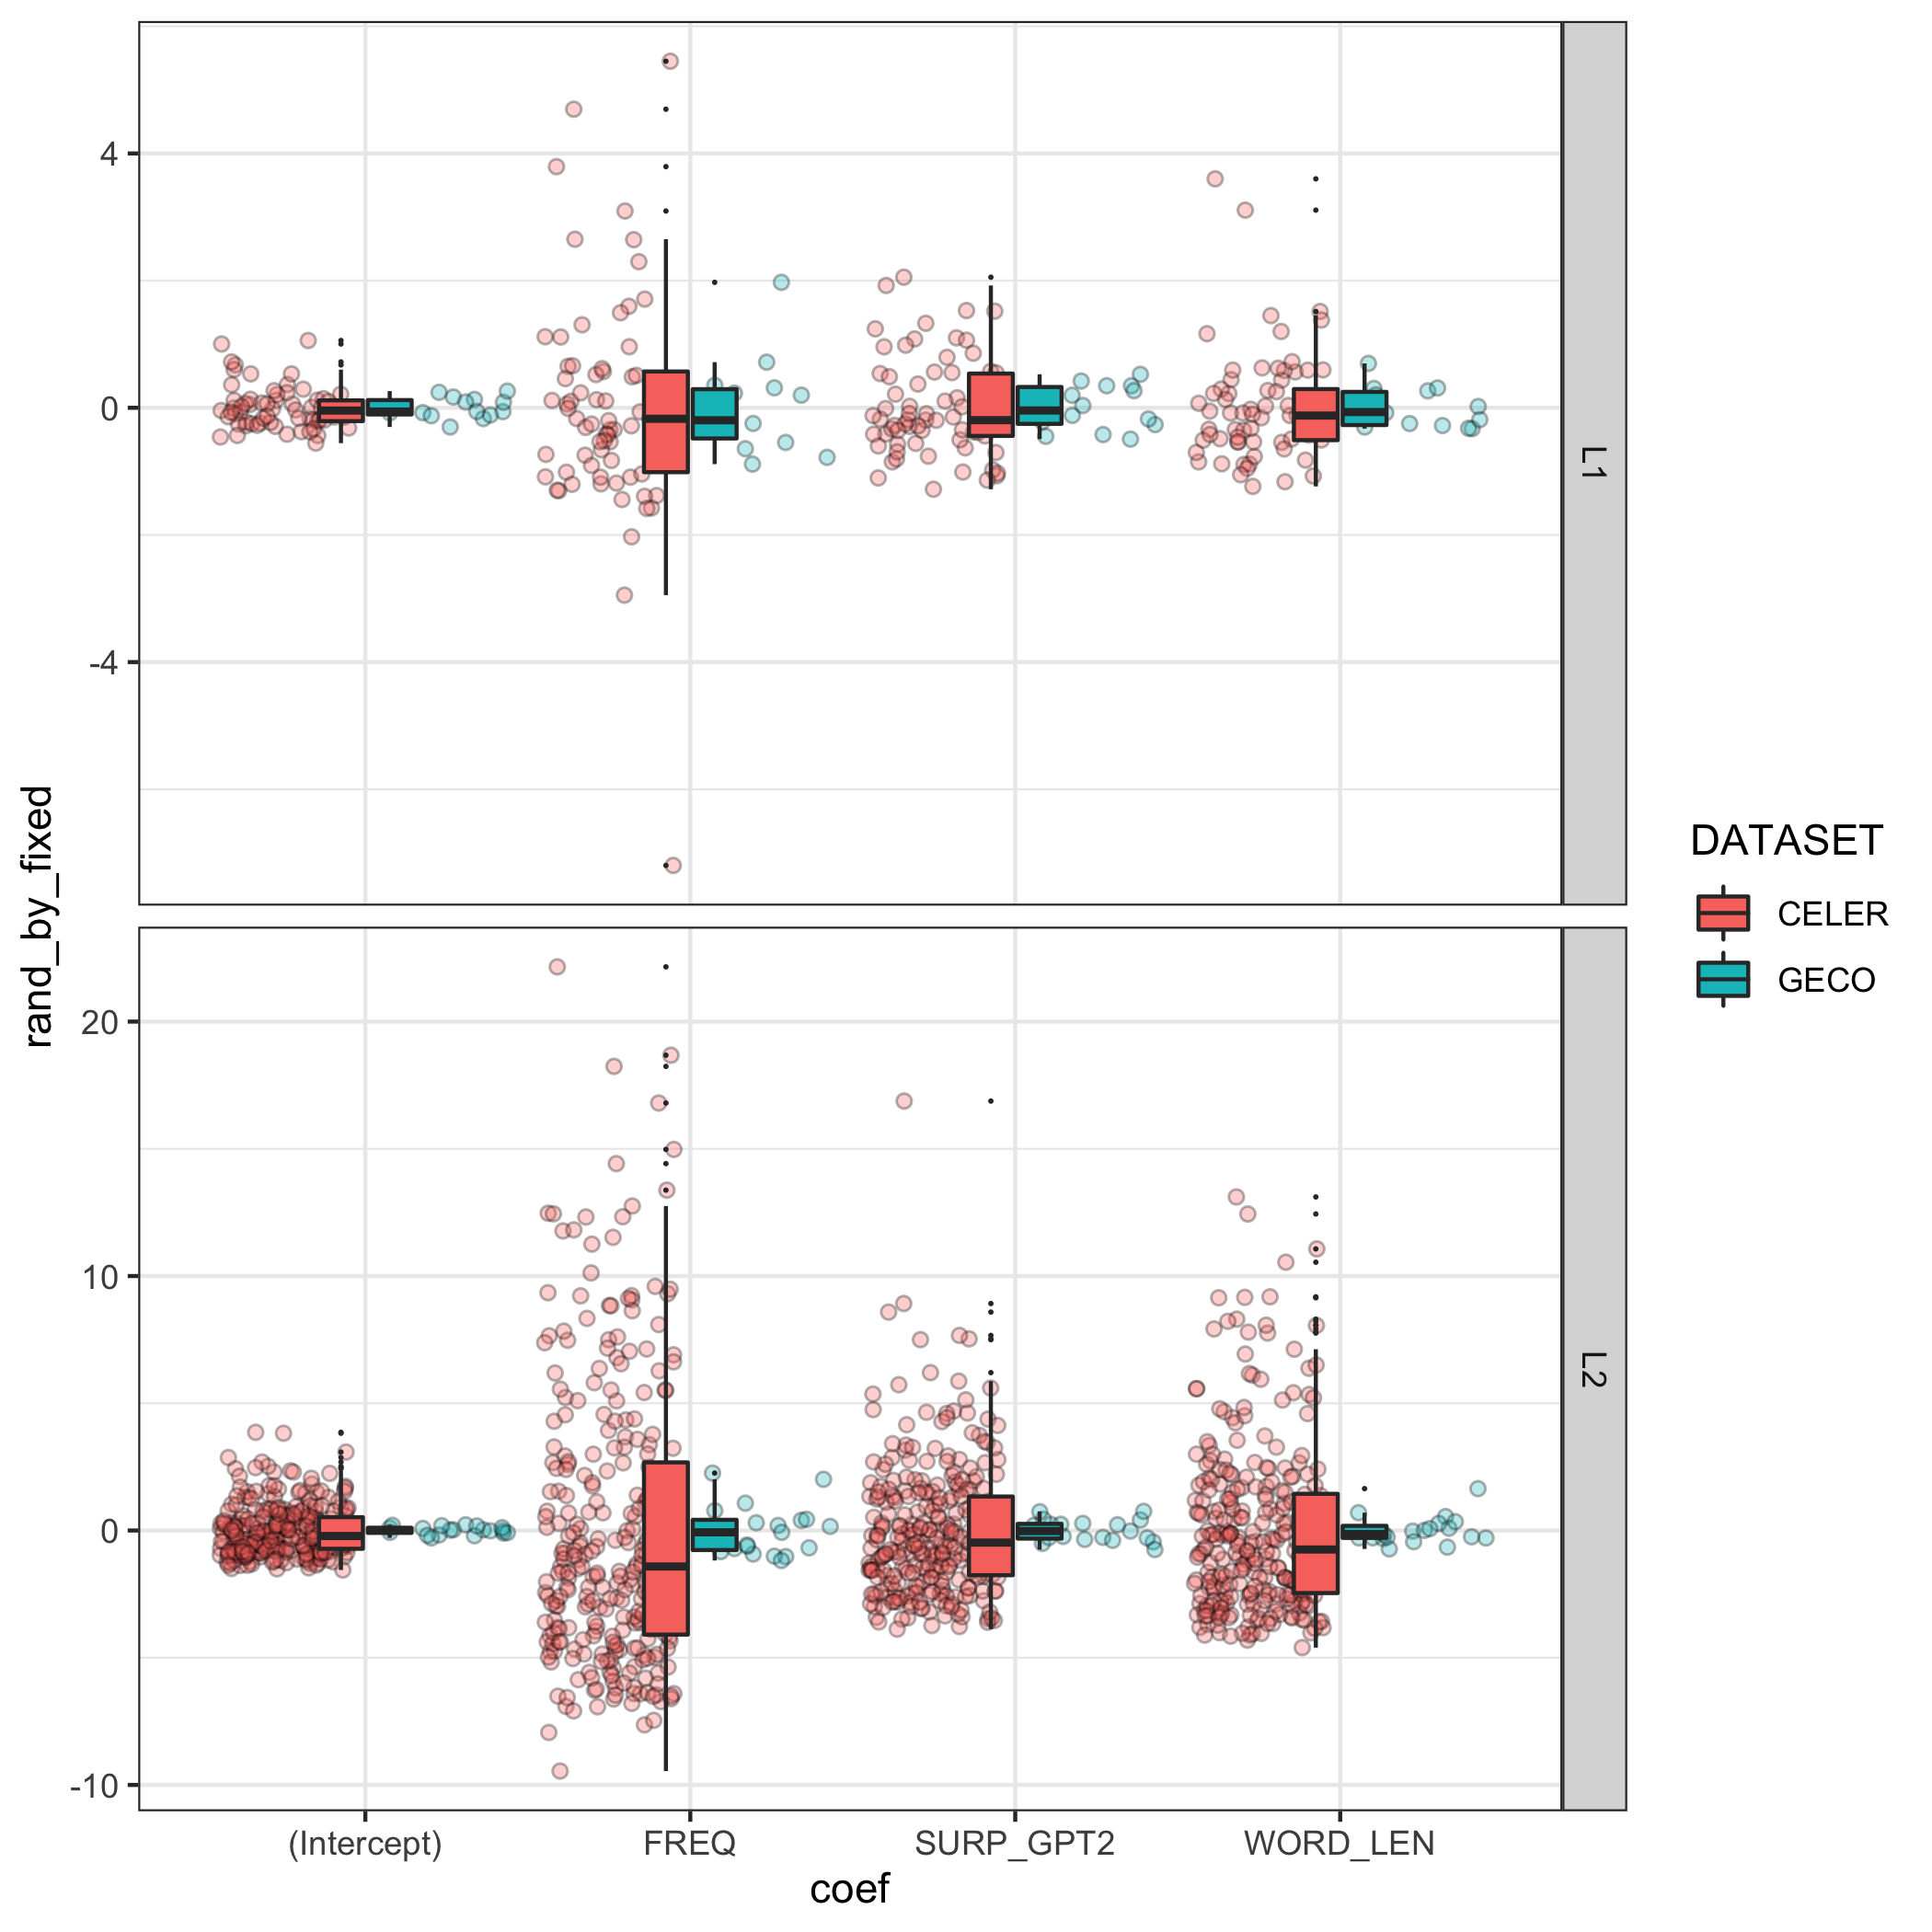 4
0
-4
L1
rand_by_fixed
20
10
0
-10
L2
(Intercept)
FREQ
SURP_GPT2
WORD_LEN
coef
DATASET
CELER
GECO